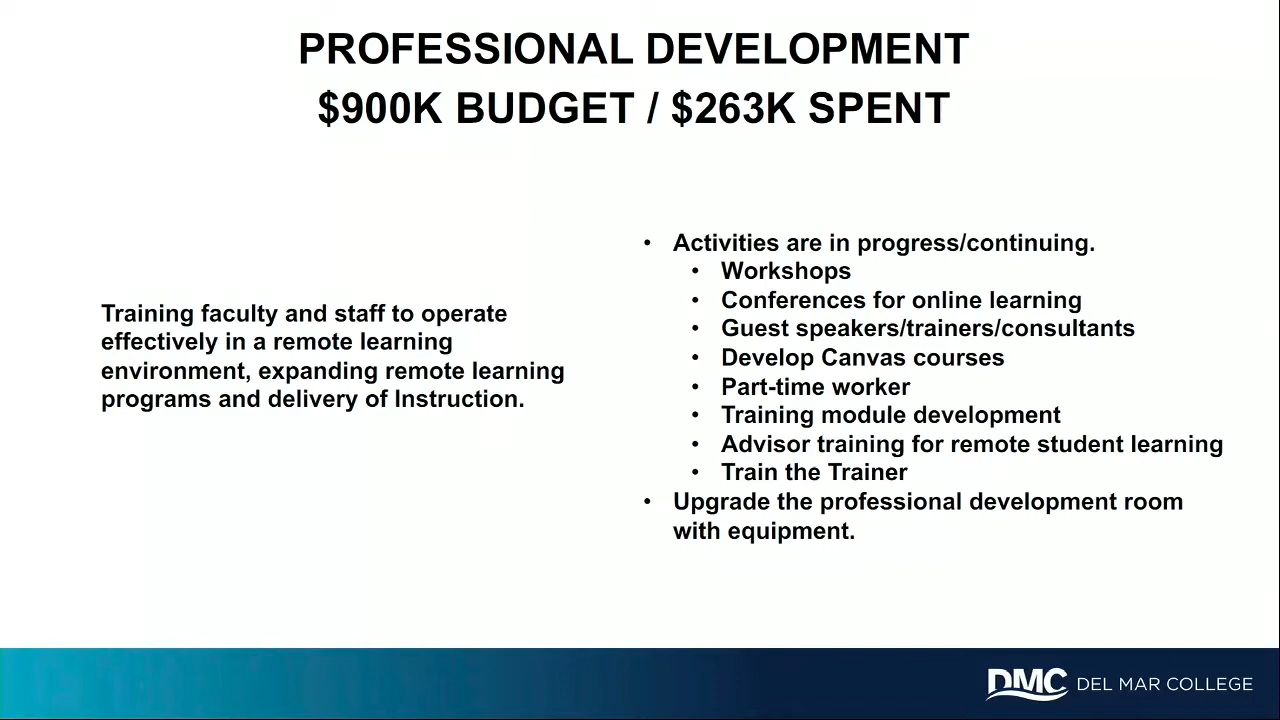 PROFESSIONAL DEVELOPMENT
$900K BUDGET / $263K SPENT
Training faculty and staff to operate
effectively in a remote learning
environment, expanding remote learning
programs and delivery of Instruction.
• Activities are in progress/continuing.
• Workshops
• Conferences for online learning
• Guest speakers/trainers/consultants
• Develop Canvas courses
• Part-time worker
• Training module development
• Advisor training for remote student learning
• Train the Trainer
• Upgrade the professional development room
with equipment.
DMC DEL MAR COLLEGE